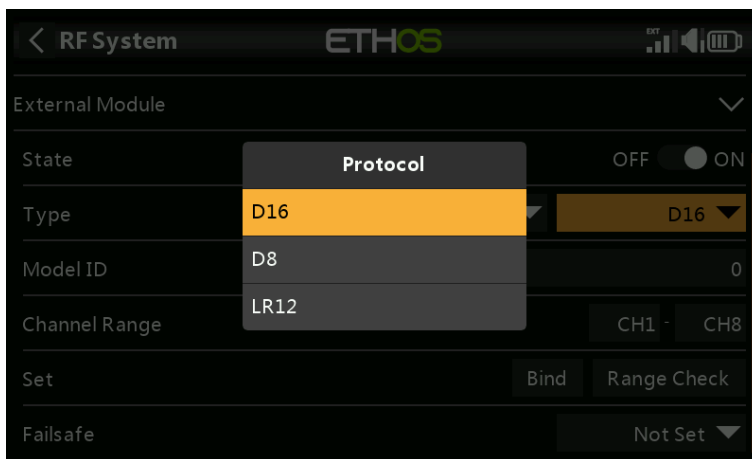 RF System ETHOS EXT
External Module
State OFF ON
Protocol
Type D16
D16
D8
LR12
Model ID 0
Channel Range CH1 - CH8
Set Bind Range Check
Failsafe Not Set